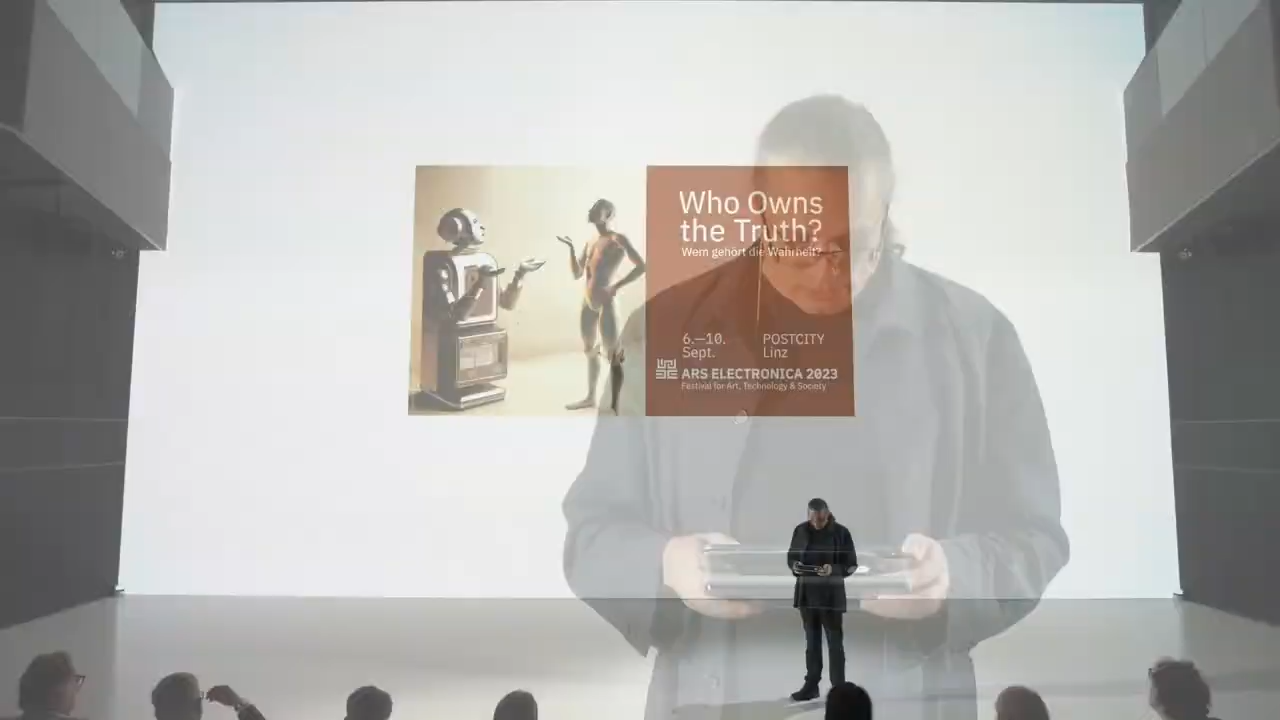 Who Owns
the Truth?
Wem gehört die Wahrheit?
6.—10.
Sept.
POSTCITY
Linz
ARS ELECTRONICA 2023
Festival for Art, Technology & Society